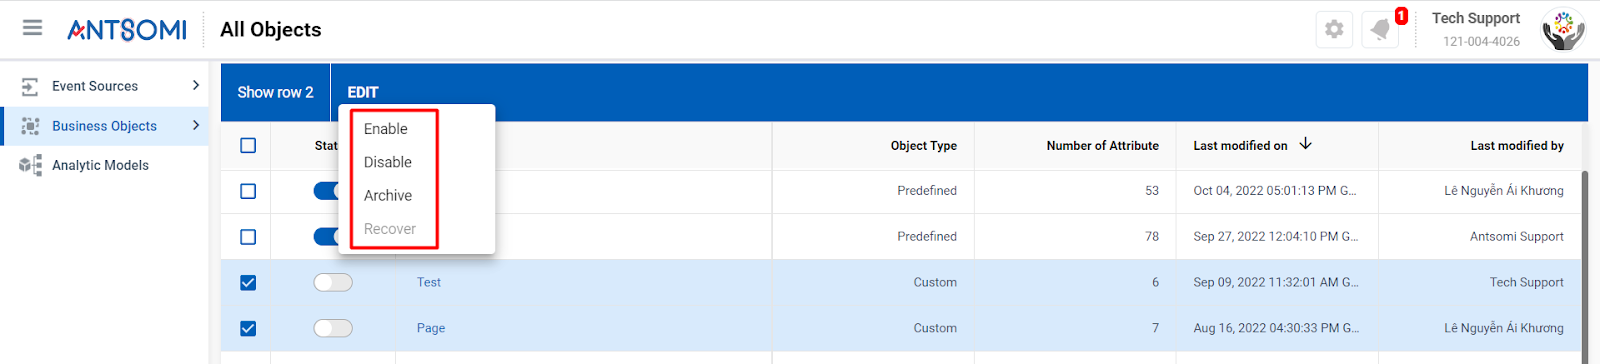 ANTSOMI
All Objects
1
Tech Support
121-004-4026
Event Sources
Business Objects
Analytic Models
Show row 2
EDIT
Enable
Disable
Archive
Recover
Stat
Object Type
Number of Attribute
Last modified on
Last modified by
Predefined
53
Oct 04, 2022 05:01:13 PM G...
Lê Nguyễn Ái Khương
Predefined
78
Sep 27, 2022 12:04:10 PM G...
Antsomi Support
Test
Custom
6
Sep 09, 2022 11:32:01 AM G...
Tech Support
Page
Custom
7
Aug 16, 2022 04:30:33 PM G...
Lê Nguyễn Ái Khương